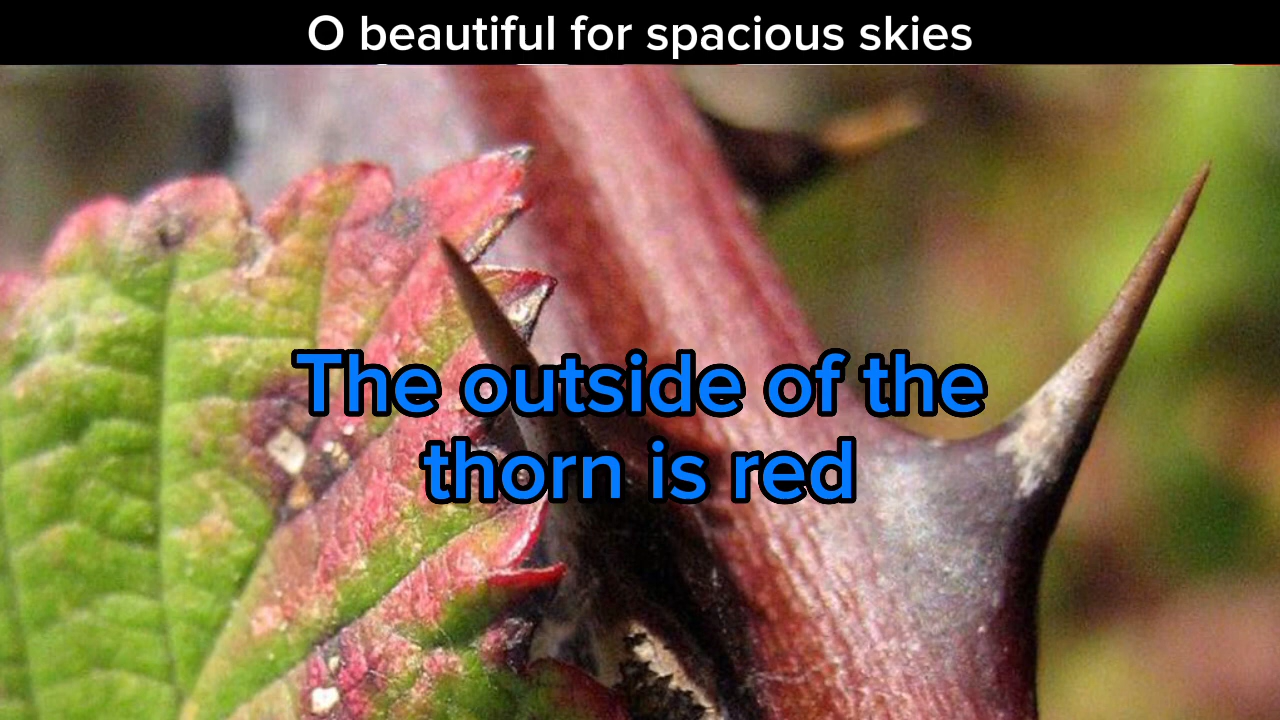 O beautiful for spacious skies
The outside of the
thorn is red